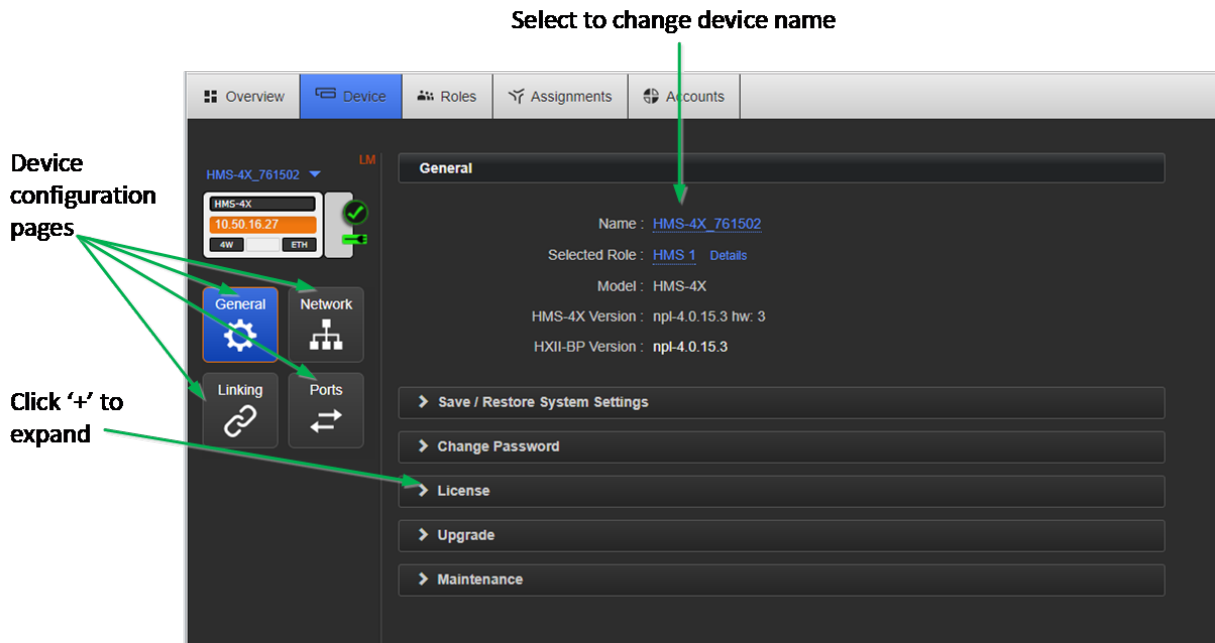 Select to change device name
Overview
Device
Roles
Assignments
Accounts
Device
configuration
pages
Click ‘+’ to
expand
LM
HMS-4X_761502
HMS-4X
10.50.16.27
4W
ETH
General
Network
Linking
Ports
General
Name : HMS-4X_761502
Selected Role : HMS 1 Details
Model : HMS-4X
HMS-4X Version : npl-4.0.15.3 hw: 3
HXII-BP Version : npl-4.0.15.3
Save / Restore System Settings
Change Password
License
Upgrade
Maintenance